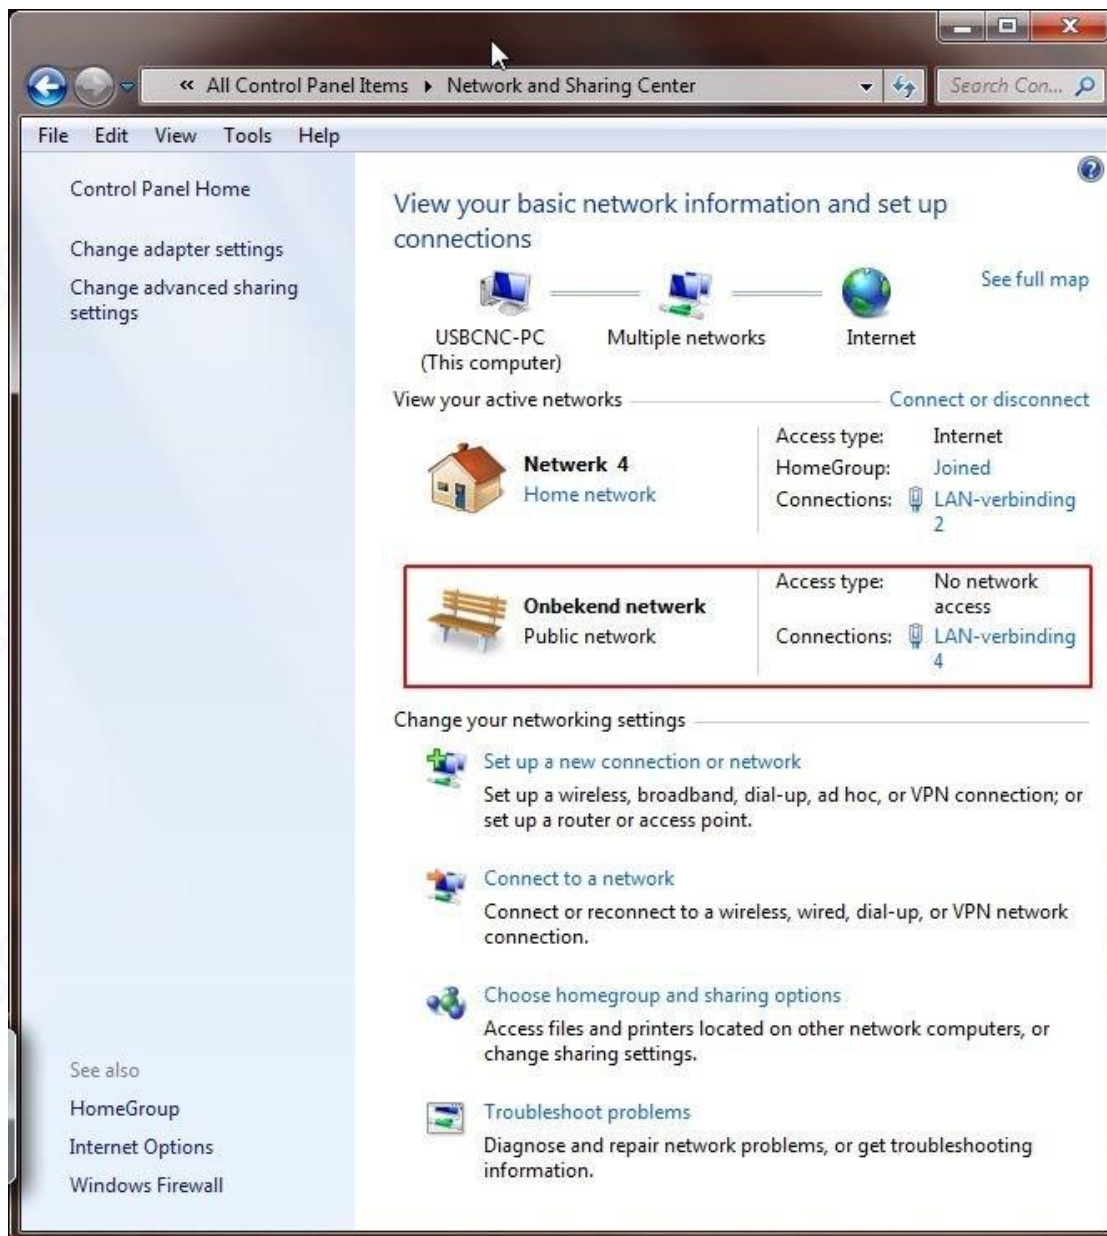 « All Control Panel Items ▸ Network and Sharing Center
Search Con...
File Edit View Tools Help
Control Panel Home
Change adapter settings
Change advanced sharing
settings
See also
HomeGroup
Internet Options
Windows Firewall
View your basic network information and set up
connections
See full map
USBCNC-PC
(This computer)
Multiple networks
Internet
View your active networks
Connect or disconnect
Netwerk 4
Home network
Access type: Internet
HomeGroup: Joined
Connections: LAN-verbinding
2
Onbekend netwerk
Public network
Access type: No network
access
Connections: LAN-verbinding
4
Change your networking settings
Set up a new connection or network
Set up a wireless, broadband, dial-up, ad hoc, or VPN connection; or
set up a router or access point.
Connect to a network
Connect or reconnect to a wireless, wired, dial-up, or VPN network
connection.
Choose homegroup and sharing options
Access files and printers located on other network computers, or
change sharing settings.
Troubleshoot problems
Diagnose and repair network problems, or get troubleshooting
information.